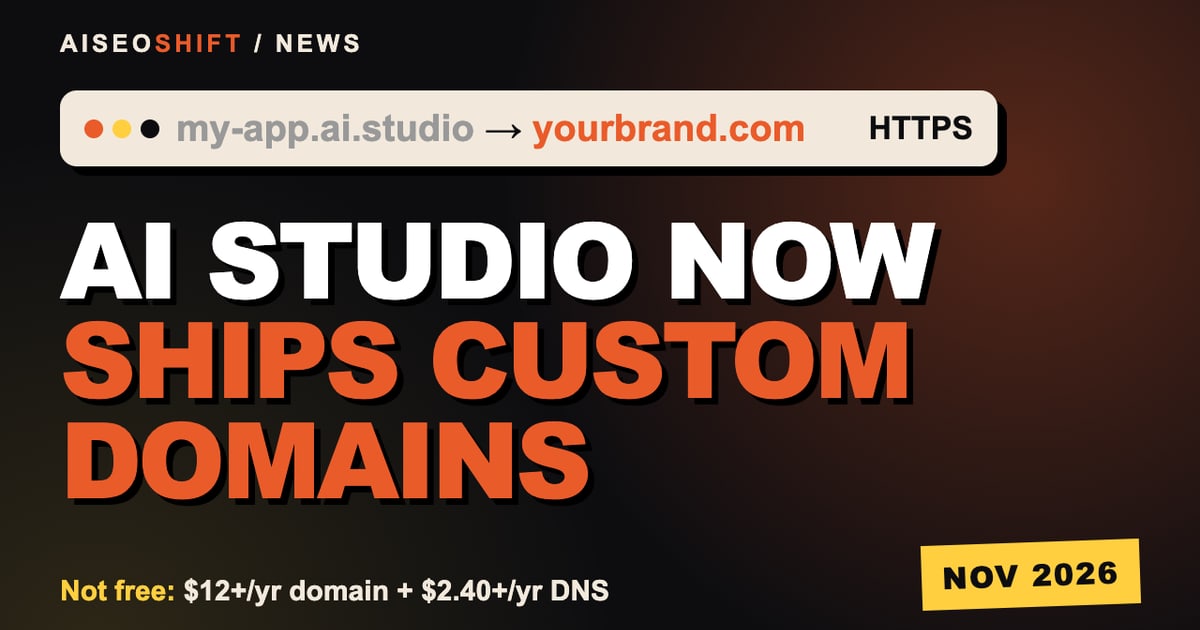 AISEOSHIFT / NEWS
my-app.ai.studio → yourbrand.com HTTPS
AI STUDIO NOW
SHIPS CUSTOM
DOMAINS
Not free: $12+/yr domain + $2.40+/yr DNS
NOV 2026